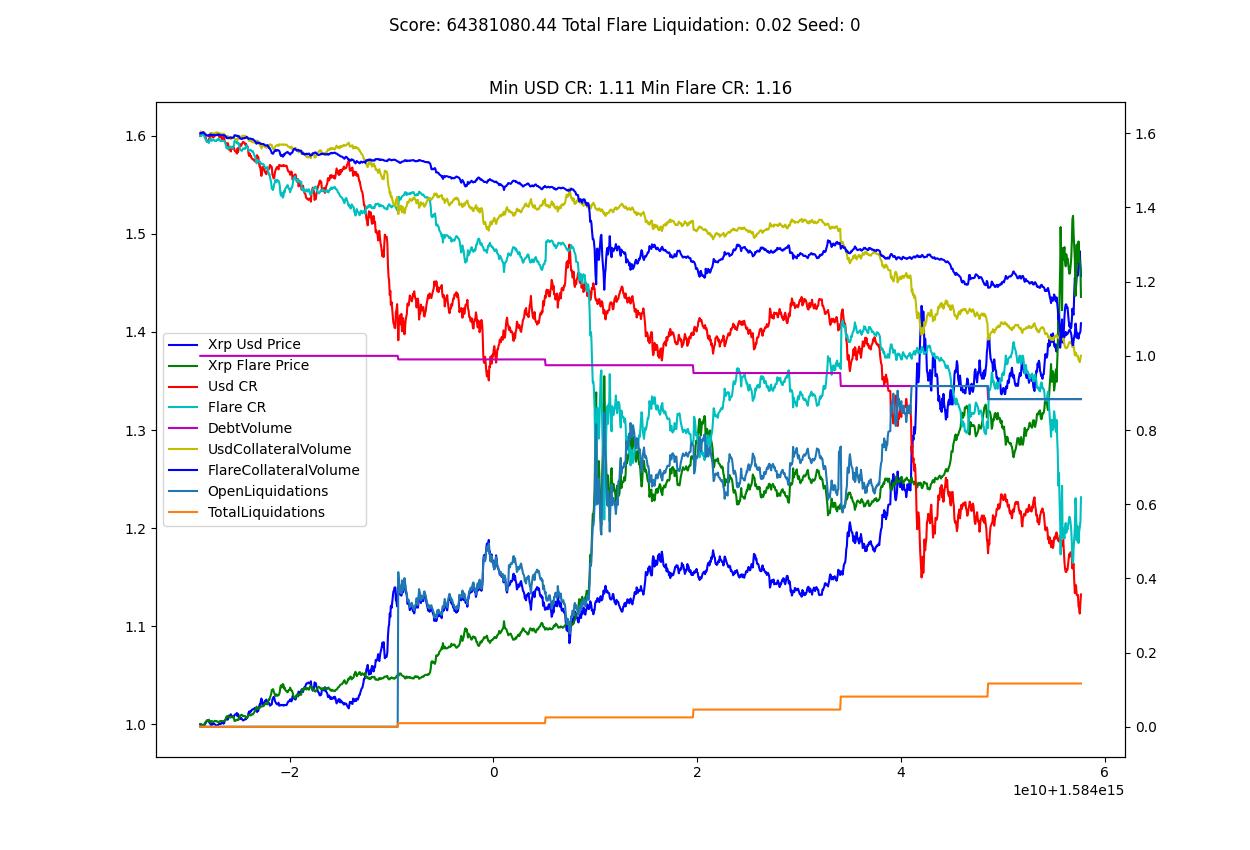 Score: 64381080.44 Total Flare Liquidation: 0.02 Seed: 0
Min USD CR: 1.11 Min Flare CR: 1.16
1.6
1.5
1.4
1.3
1.2
1.1
1.0
Xrp Usd Price
Xrp Flare Price
Usd CR
Flare CR
DebtVolume
UsdCollateralVolume
FlareCollateralVolume
OpenLiquidations
TotalLiquidations
1.6
1.4
1.2
1.0
0.8
0.6
0.4
0.2
0.0
−2 0 2 4 6
1e10+1.584e15